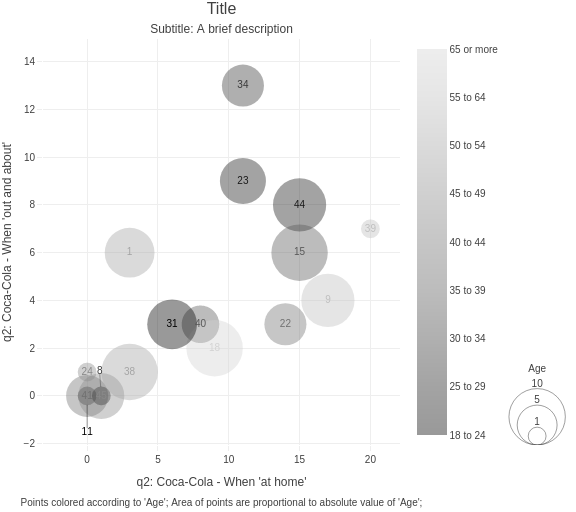 Title
Subtitle: A brief description
14
12
10
8
6
4
2
0
−2
0
5
10
15
20
34
23
44
39
15
1
9
31
40
22
18
38
24
8
11
q2: Coca-Cola - When 'out and about'
q2: Coca-Cola - When 'at home'
65 or more
55 to 64
50 to 54
45 to 49
40 to 44
35 to 39
30 to 34
25 to 29
18 to 24
Age
10
5
1
Points colored according to 'Age'; Area of points are proportional to absolute value of 'Age';